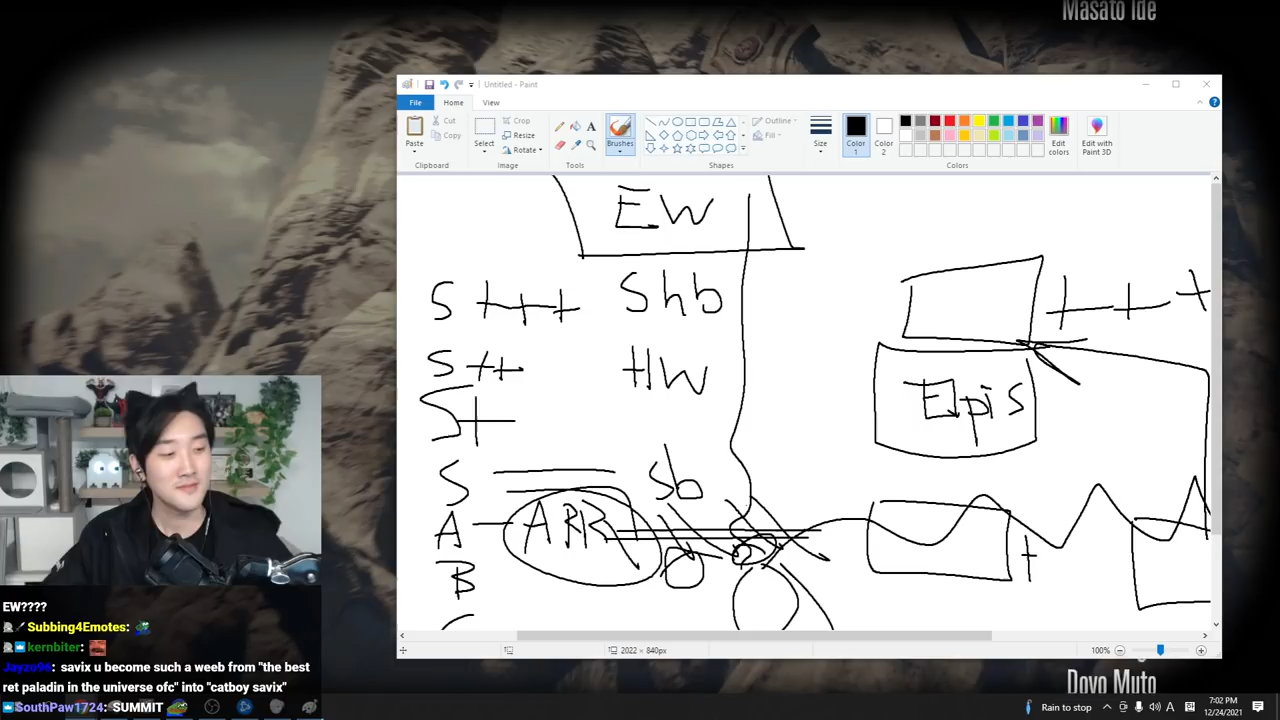 Masato Ide
Untitled - Paint
File
Home
View
Paste
Cut
Copy
Clipboard
Select
Crop
Resize
Rotate
Image
A
Tools
Brushes
Outline
Fill
Shapes
Size
Color 1
Color 2
Edit colors
Colors
Edit with Paint 3D
EW
S +++ Shb
S ++ HW
S+
S Sb
A ARR
B
+++
Elpis
+
2022 × 840px
100%
EW????
Subbing4Emotes:
kernbiter:
Jayzo96: savix u become such a weeb from "the best
ret paladin in the universe ofc" into "catboy savix"
SouthPaw1724: SUMMIT
Doyo Muto
Rain to stop
A
7:02 PM
12/24/2021